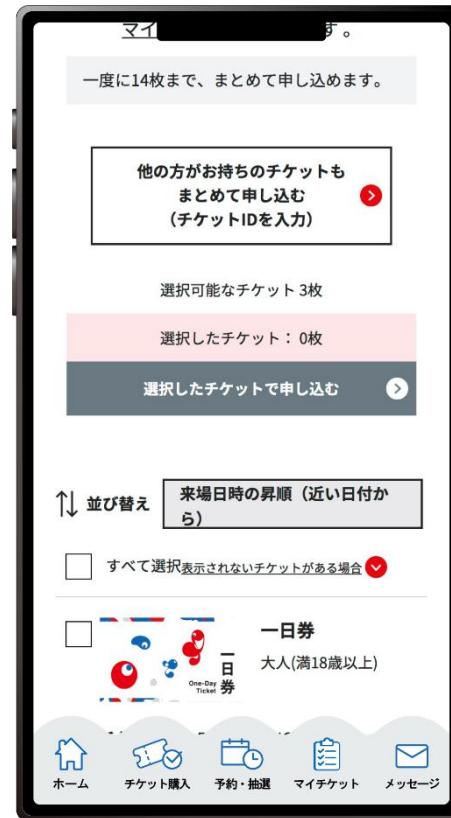 マイ
す。
一度に14枚まで、まとめて申し込めます。
他の方がお持ちのチケットも
まとめて申し込む
（チケットIDを入力）
選択可能なチケット 3枚
選択したチケット： 0枚
選択したチケットで申し込む
並び替え
来場日時の昇順（近い日付か
ら）
すべて選択表示されないチケットがある場合
一日券
大人(満18歳以上)
一日券
One-Day
Ticket
ホーム
チケット購入
予約・抽選
マイチケット
メッセージ